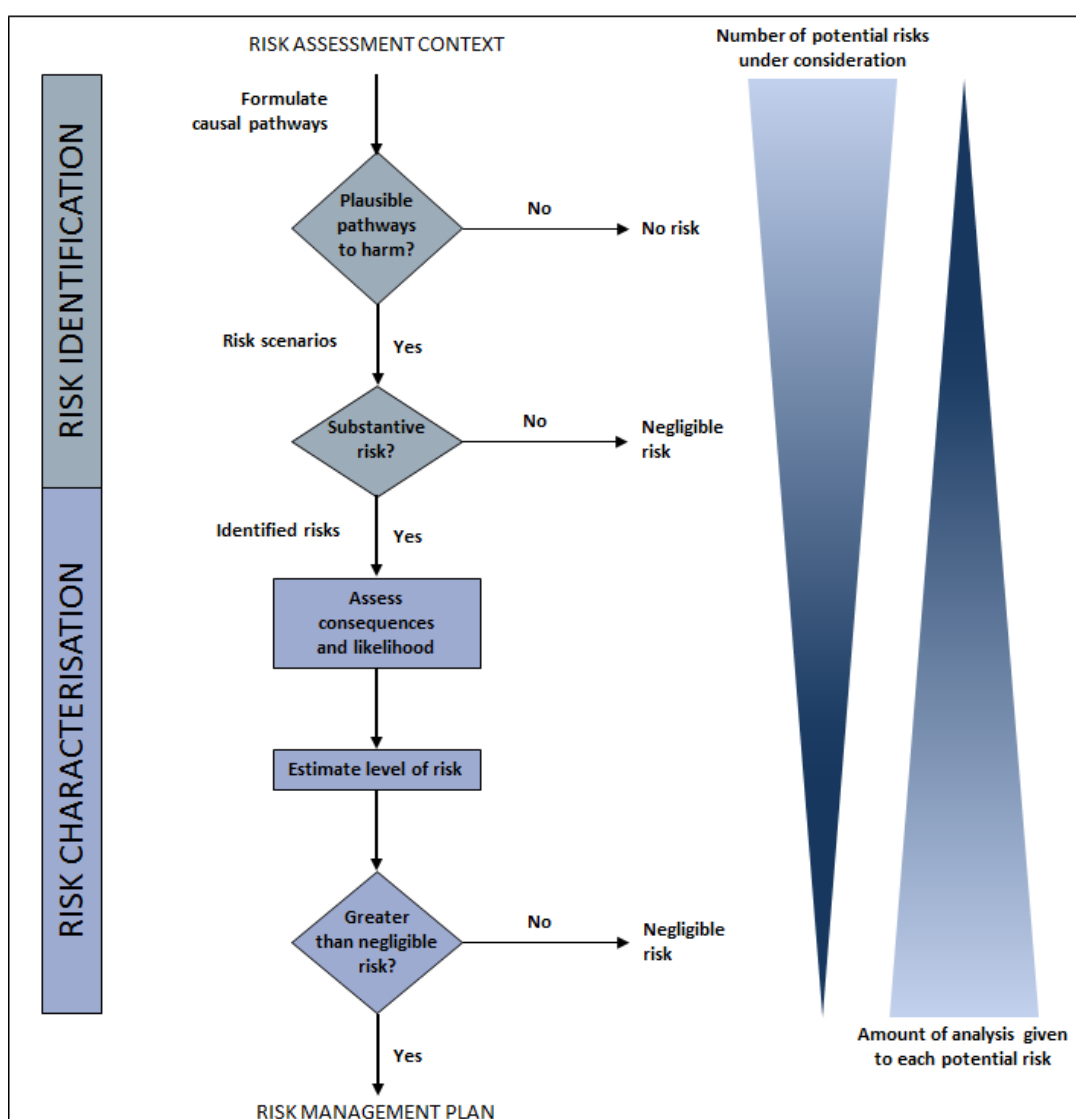 RISK ASSESSMENT CONTEXT
Number of potential risks
under consideration
RISK IDENTIFICATION
Formulate
causal pathways
Plausible
pathways
to harm?
No
No risk
Risk scenarios
Yes
Substantive
risk?
No
Negligible
risk
RISK CHARACTERISATION
Identified risks
Yes
Assess
consequences
and likelihood
Estimate level of risk
Greater
than negligible
risk?
No
Negligible
risk
Yes
RISK MANAGEMENT PLAN
Amount of analysis given
to each potential risk